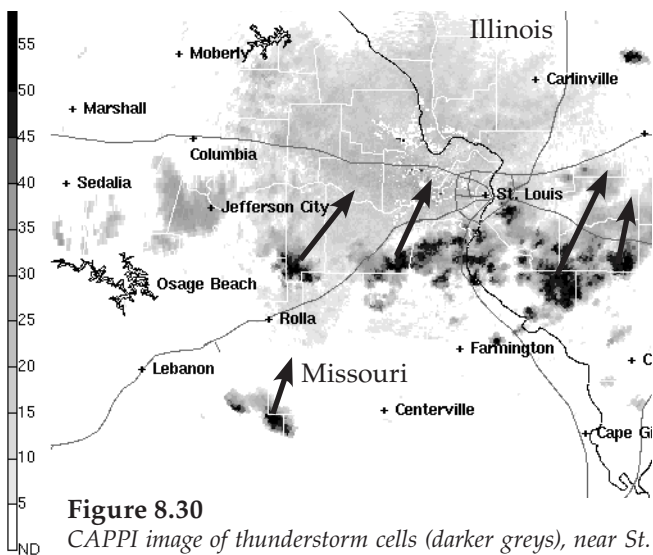 55
50
45
40
35
30
25
20
15
10
5
ND
Illinois
Moberly
Carlinville
Marshall
Columbia
Sedalia
St. Louis
Jefferson City
Osage Beach
Rolla
Farmington
C
Lebanon
Missouri
Centerville
Cape Gi
Figure 8.30
CAPPI image of thunderstorm cells (darker greys), near St.